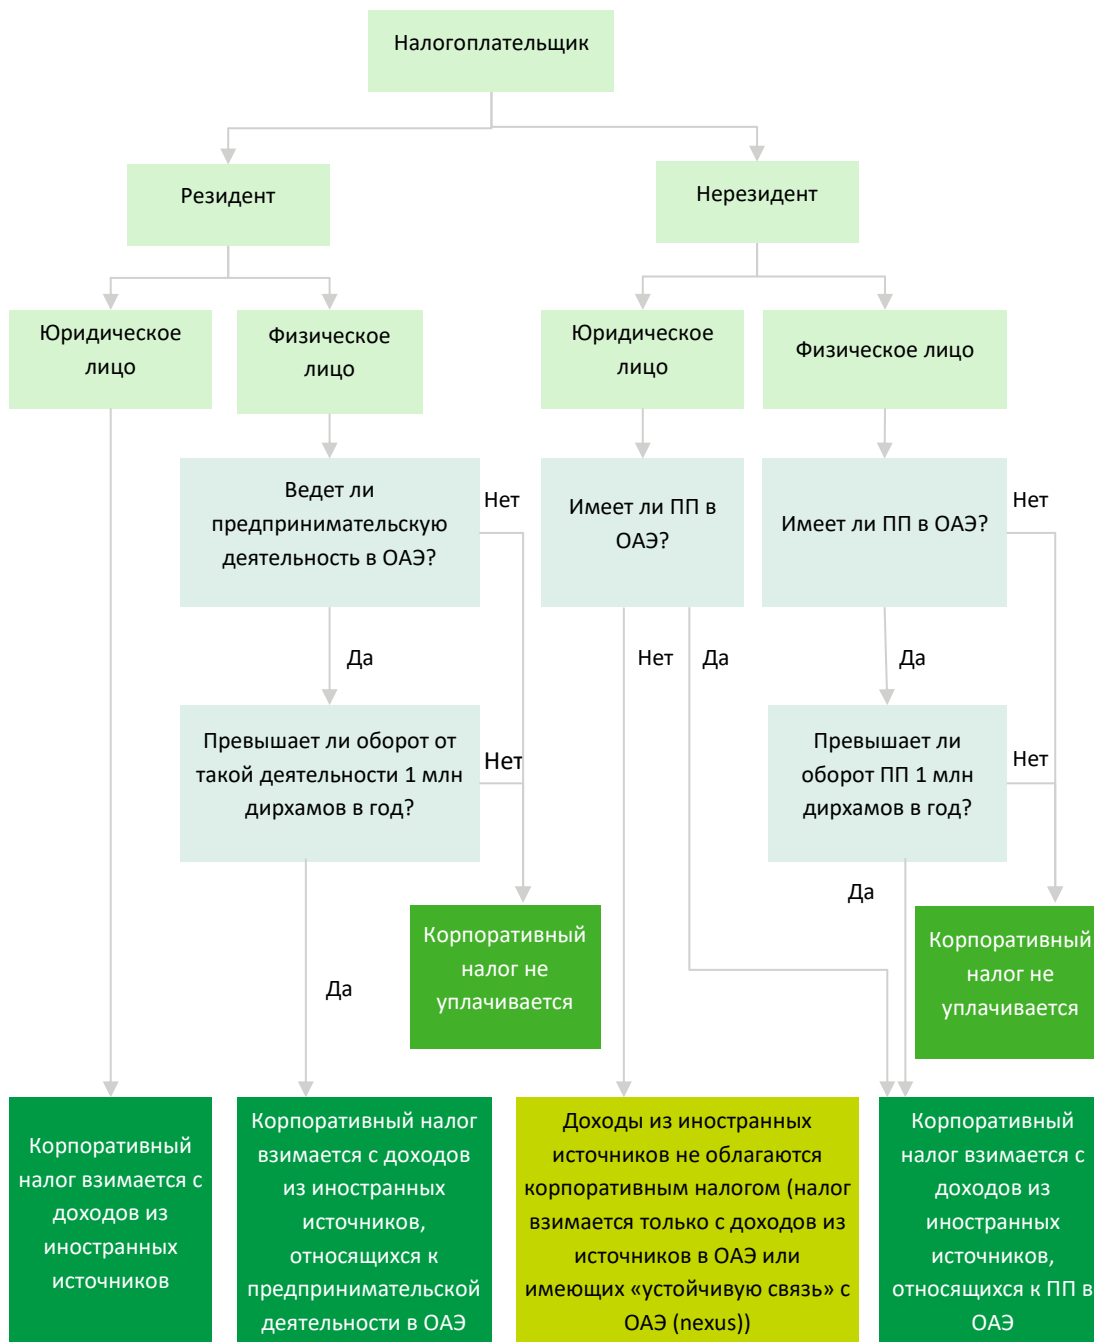 Налогоплательщик
Резидент
Нерезидент
Юридическое
лицо
Физическое
лицо
Юридическое
лицо
Физическое лицо
Ведет ли
предпринимательскую
деятельность в ОАЭ?
Нет
Имеет ли ПП в
ОАЭ?
Имеет ли ПП в ОАЭ?
Нет
Да
Нет
Да
Да
Превышает ли оборот от
такой деятельности 1 млн
дирхамов в год?
Нет
Превышает ли
оборот ПП 1 млн
дирхамов в год?
Нет
Да
Да
Корпоративный
налог не
уплачивается
Корпоративный
налог не
уплачивается
Корпоративный
налог взимается с
доходов из
иностранных
источников
Корпоративный налог
взимается с доходов
из иностранных
источников,
относящихся к
предпринимательской
деятельности в ОАЭ
Доходы из иностранных
источников не облагаются
корпоративным налогом (налог
взимается только с доходов из
источников в ОАЭ или
имеющих «устойчивую связь» с
ОАЭ (nexus))
Корпоративный
налог взимается с
доходов из
иностранных
источников,
относящихся к ПП в
ОАЭ